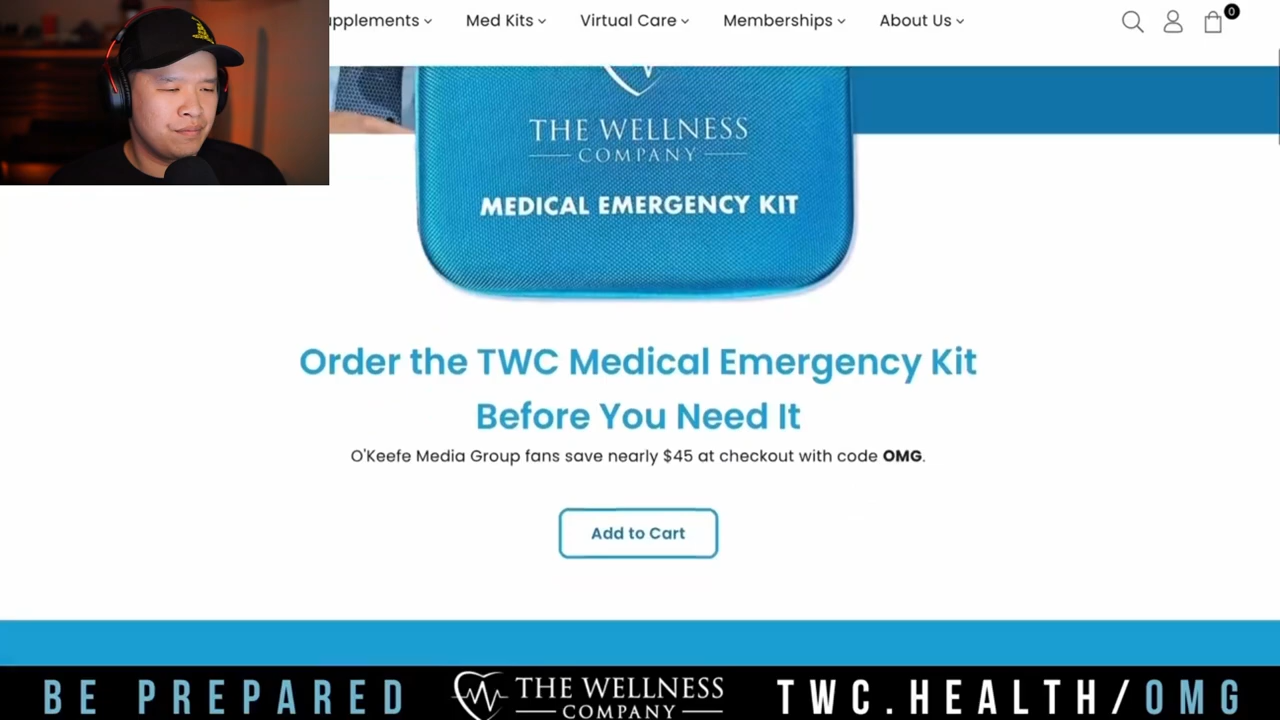 upplements
Med Kits
Virtual Care
Memberships
About Us
0
THE WELLNESS
COMPANY
MEDICAL EMERGENCY KIT
Order the TWC Medical Emergency Kit
Before You Need It
O'Keefe Media Group fans save nearly $45 at checkout with code OMG.
Add to Cart
BE PREPARED
THE WELLNESS
COMPANY
TWC.HEALTH/OMG